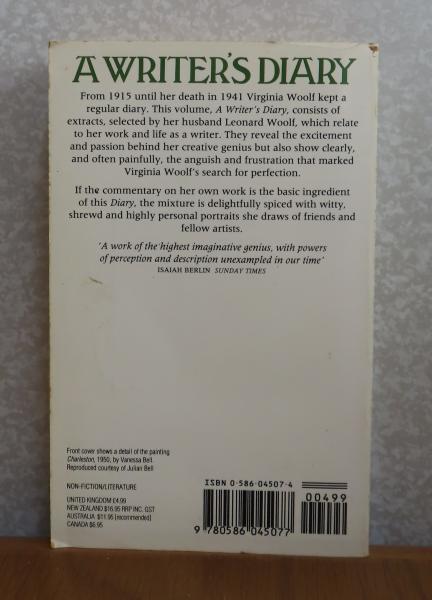 A WRITER'S DIARY
From 1915 until her death in 1941 Virginia Woolf kept a
regular diary. This volume, A Writer's Diary, consists of
extracts, selected by her husband Leonard Woolf, which relate
to her work and life as a writer. They reveal the excitement
and passion behind her creative genius but also show clearly,
and often painfully, the anguish and frustration that marked
Virginia Woolf's search for perfection.
If the commentary on her own work is the basic ingredient
of this Diary, the mixture is delightfully spiced with witty,
shrewd and highly personal portraits she draws of friends and
fellow artists.
'A work of the highest imaginative genius, with powers
of perception and description unexampled in our time'
ISAIAH BERLIN SUNDAY TIMES
Front cover shows a detail of the painting
Charleston, 1950, by Vanessa Bell.
Reproduced courtesy of Julian Bell
NON-FICTION/LITERATURE
UNITED KINGDOM £4.99
NEW ZEALAND $16.95 RRP INC. GST
AUSTRALIA $11.95 (recommended)
CANADA $6.95
ISBN 0-586-04507-4
00499
9 780586 045077